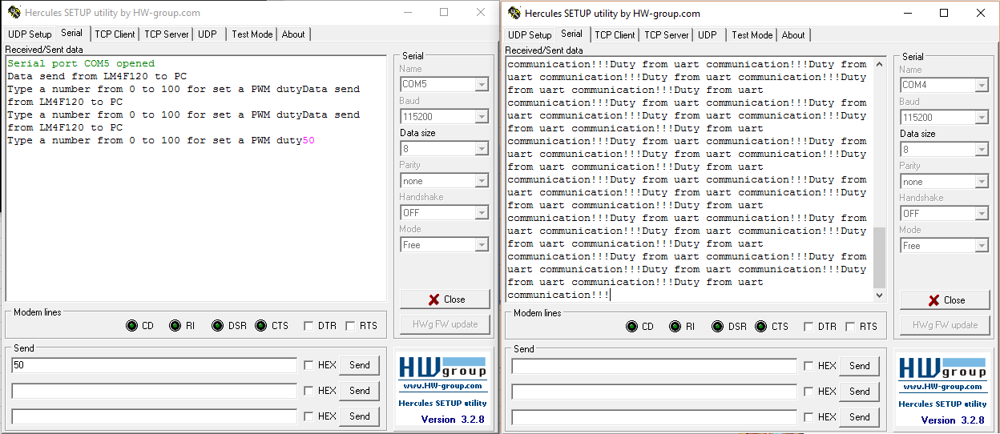 Hercules SETUP utility by HW-group.com
UDP Setup Serial TCP Client TCP Server UDP Test Mode About
Received/Sent data
Serial port COM5 opened
Data send from LM4F120 to PC
Type a number from 0 to 100 for set a PWM dutyData send
from LM4F120 to PC
Type a number from 0 to 100 for set a PWM dutyData send
from LM4F120 to PC
Type a number from 0 to 100 for set a PWM duty50
Serial
Name
COM5
Baud
115200
Data size
8
Parity
none
Handshake
OFF
Mode
Free
Close
HWg FW update
Modem lines
CD RI DSR CTS DTR RTS
Send
50 HEX Send
HEX Send
HEX Send
HW group
www.HW-group.com
Hercules SETUP utility
Version 3.2.8
Hercules SETUP utility by HW-group.com
UDP Setup Serial TCP Client TCP Server UDP Test Mode About
Received/Sent data
communication!!!Duty from uart communication!!!Duty from
uart communication!!!Duty from uart communication!!!Duty
from uart communication!!!Duty from uart
communication!!!Duty from uart communication!!!Duty from
uart communication!!!Duty from uart communication!!!Duty
from uart communication!!!Duty from uart
communication!!!Duty from uart communication!!!Duty from
uart communication!!!Duty from uart communication!!!Duty
from uart communication!!!Duty from uart
communication!!!Duty from uart communication!!!Duty from
uart communication!!!Duty from uart communication!!!Duty
from uart communication!!!Duty from uart
communication!!!Duty from uart communication!!!Duty from
uart communication!!!Duty from uart communication!!!Duty
from uart communication!!!Duty from uart
communication!!!Duty from uart communication!!!Duty from
uart communication!!!Duty from uart communication!!!Duty
from uart communication!!!Duty from uart
communication!!!
Serial
Name
COM4
Baud
115200
Data size
8
Parity
none
Handshake
OFF
Mode
Free
Close
HWg FW update
Modem lines
CD RI DSR CTS DTR RTS
Send
HEX Send
HEX Send
HEX Send
HW group
www.HW-group.com
Hercules SETUP utility
Version 3.2.8